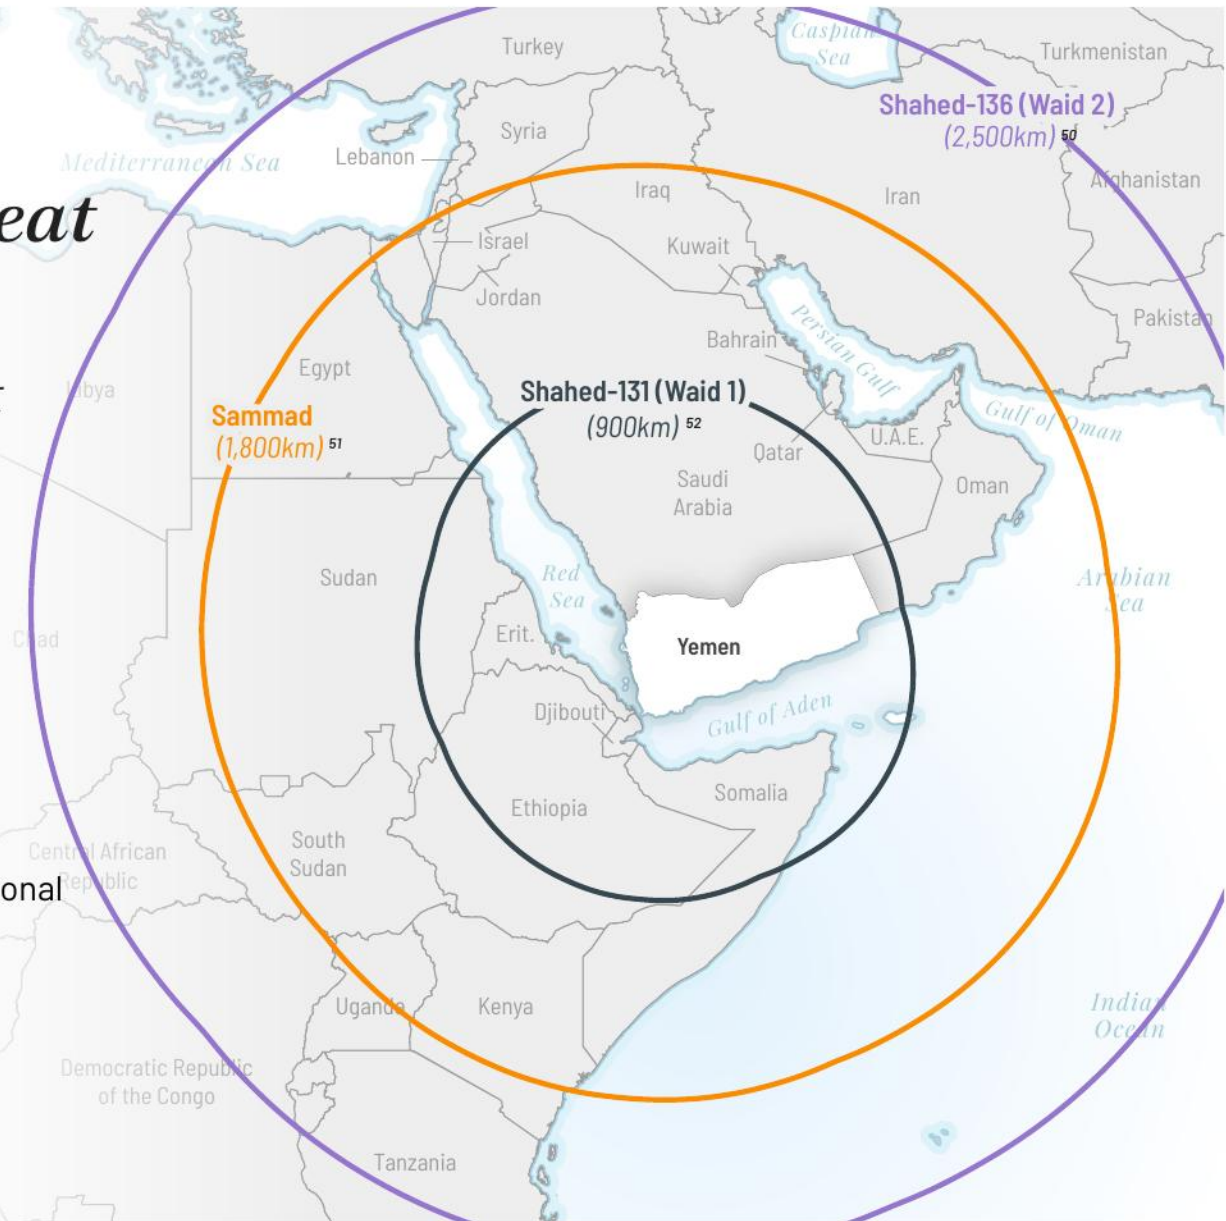 Caspian
Sea
Turkey
Turkmenistan
Shahed-136 (Waid 2)
(2,500km) 50
Syria
Lebanon
Mediterranean Sea
Afghanistan
Iraq
Iran
eat
Israel
Kuwait
Jordan
Pakistan
Persian Gulf
Bahrain
Egypt
Libya
Shahed-131 (Waid 1)
(900km) 52
Sammad
(1,800km) 51
Gulf of Oman
U.A.E.
Qatar
Saudi
Arabia
Oman
Sudan
Red
Sea
Arabian
Sea
Chad
Erit.
Yemen
Djibouti
Gulf of Aden
Ethiopia
Somalia
South
Sudan
Central African
Republic
onal
Uganda
Kenya
Indian
Ocean
Democratic Republic
of the Congo
Tanzania